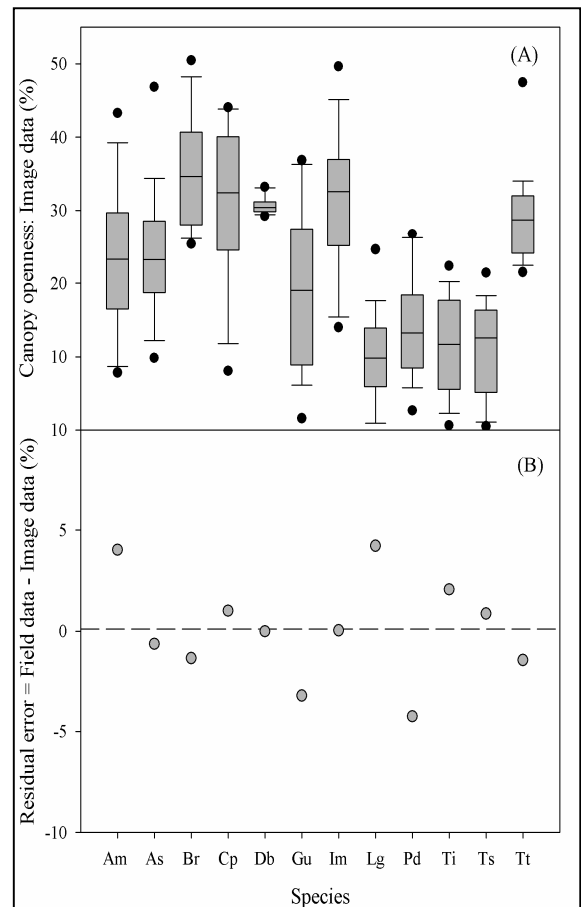 (A)
Canopy openness: Image data (%)
50
40
30
20
10
10
(B)
Residual error = Field data - Image data (%)
5
0
-5
-10
Am As Br Cp Db Gu Im Lg Pd Ti Ts Tt
Species